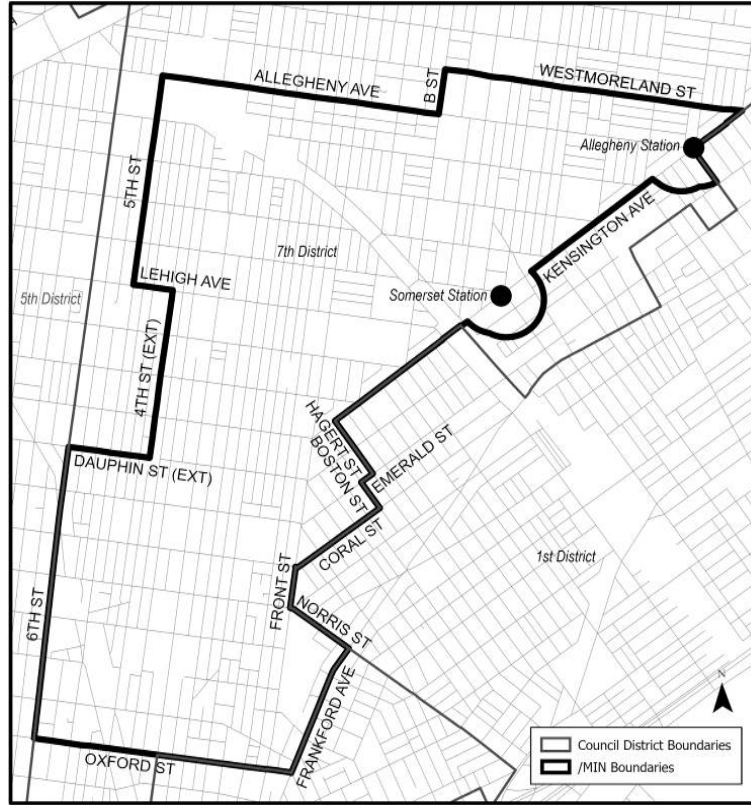 ALLEGHENY AVE
B ST
WESTMORELAND ST
Allegheny Station
5TH ST
KENSINGTON AVE
7th District
LEHIGH AVE
5th District
Somerset Station
4TH ST (EXT)
HAGERT ST
BOSTON ST
EMERALD ST
DAUPHIN ST (EXT)
CORAL ST
1st District
FRONT ST
NORRIS ST
6TH ST
FRANKFORD AVE
OXFORD ST
N
Council District Boundaries
/MIN Boundaries